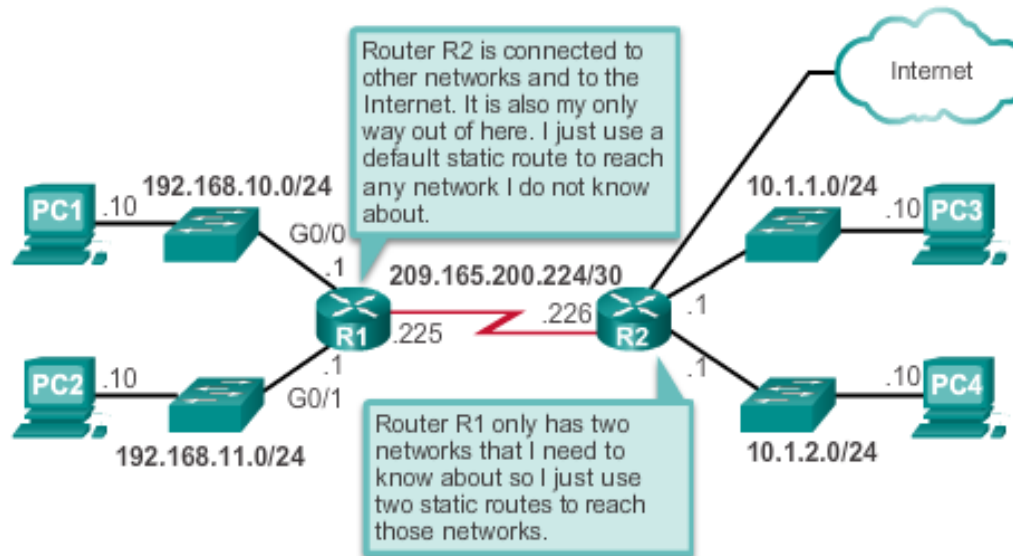 Router R2 is connected to
other networks and to the
Internet. It is also my only
way out of here. I just use a
default static route to reach
any network I do not know
about.
Internet
192.168.10.0/24
10.1.1.0/24
PC1
.10
.10
PC3
G0/0
.1
209.165.200.224/30
R1
.225
.226
R2
.1
.1
G0/1
.1
PC2
.10
.10
PC4
192.168.11.0/24
10.1.2.0/24
Router R1 only has two
networks that I need to
know about so I just use
two static routes to reach
those networks.